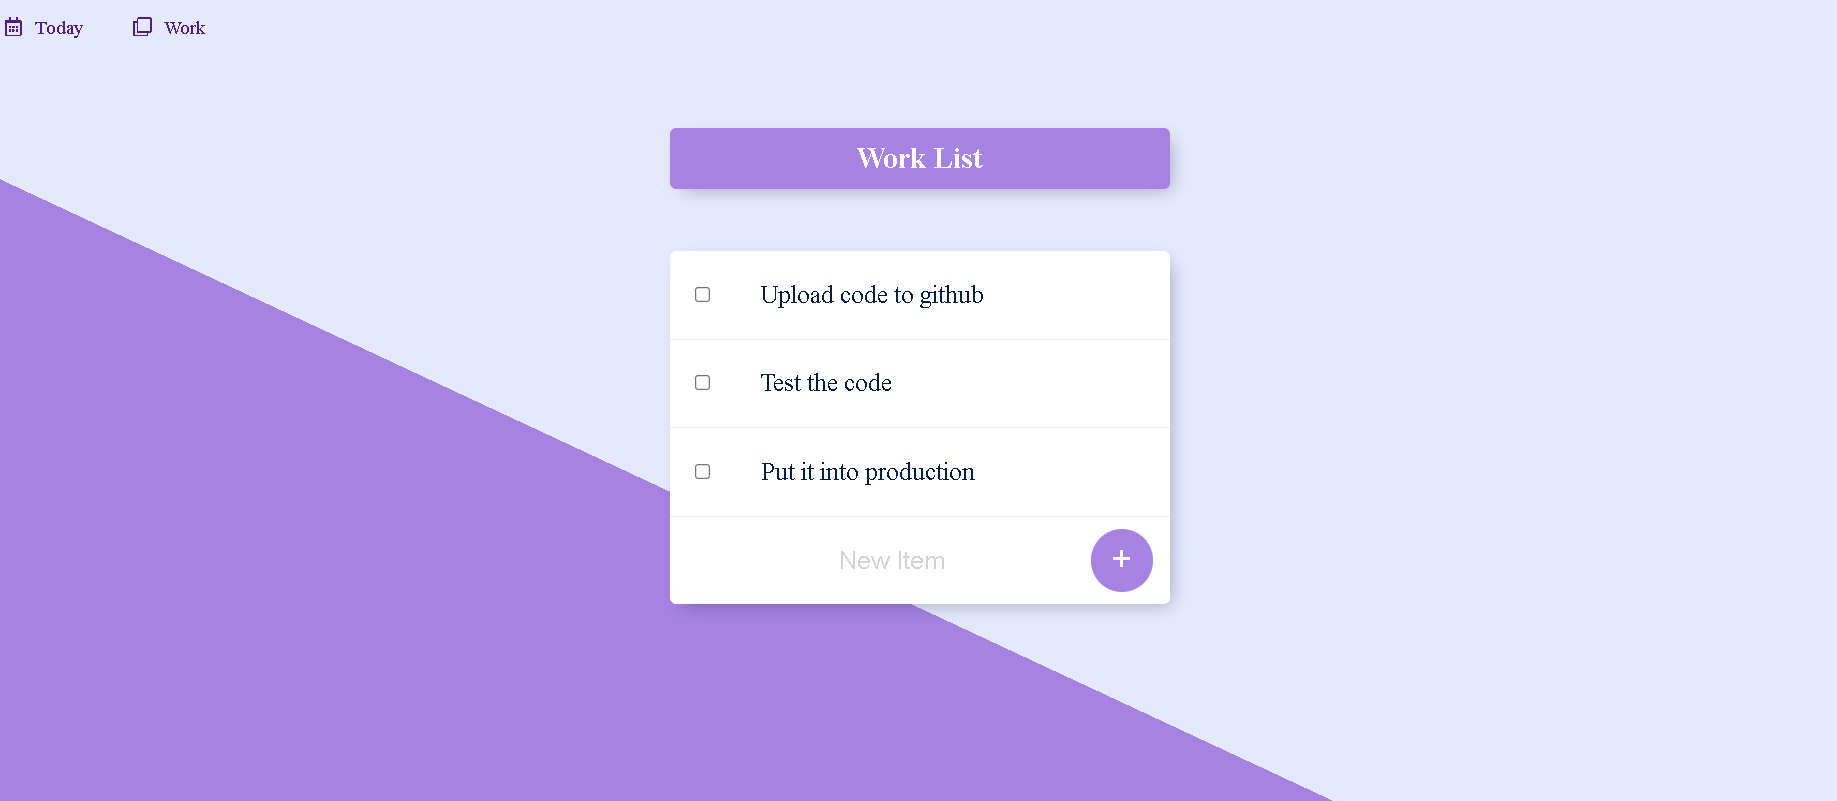 Today
Work
Work List
Upload code to github
Test the code
Put it into production
New Item
+